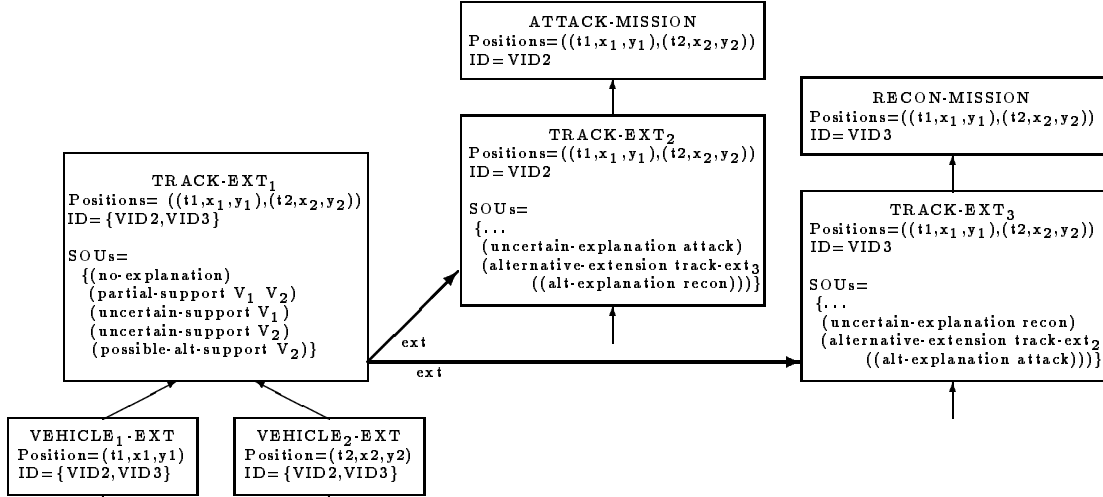 ATTACK-MISSION
Positions=((t1,x₁,y₁),(t2,x₂,y₂))
ID=VID2
RECON-MISSION
Positions=((t1,x₁,y₁),(t2,x₂,y₂))
ID=VID3
TRACK-EXT₂
Positions=((t1,x₁,y₁),(t2,x₂,y₂))
ID=VID2
SOUs=
{...
(uncertain-explanation attack)
(alternative-extension track-ext₃
((alt-explanation recon)))}
TRACK-EXT₁
Positions= ((t1,x₁,y₁),(t2,x₂,y₂))
ID={VID2,VID3}
SOUs=
{(no-explanation)
(partial-support V₁ V₂)
(uncertain-support V₁)
(uncertain-support V₂)
(possible-alt-support V₂)}
TRACK-EXT₃
Positions=((t1,x₁,y₁),(t2,x₂,y₂))
ID=VID3
SOUs=
{...
(uncertain-explanation recon)
(alternative-extension track-ext₂
((alt-explanation attack)))}
ext
ext
VEHICLE₁-EXT
Position=(t1,x1,y1)
ID={VID2,VID3}
VEHICLE₂-EXT
Position=(t2,x2,y2)
ID={VID2,VID3}